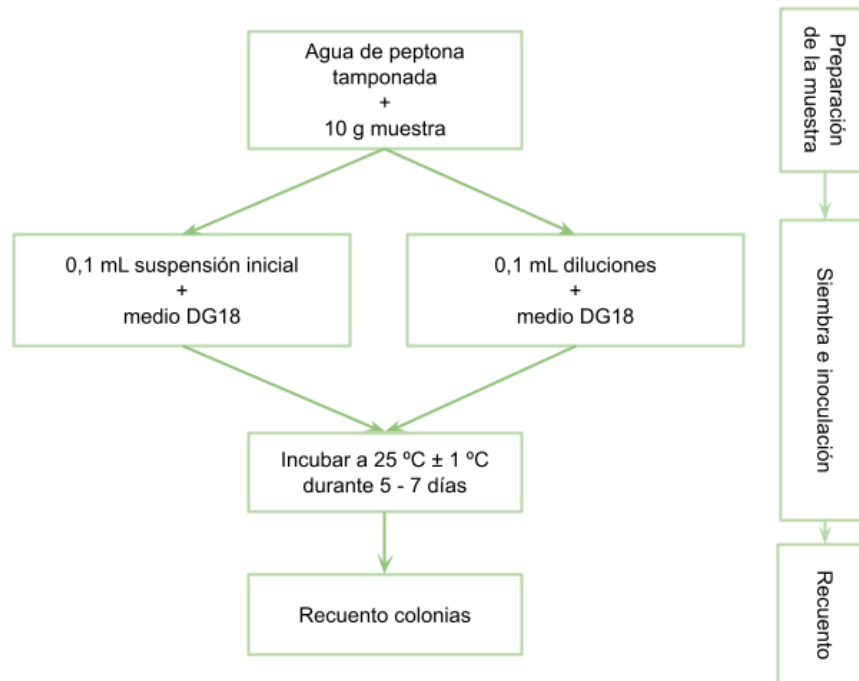 Agua de peptona
tamponada
+
10 g muestra
Preparación
de la muestra
0,1 mL suspensión inicial
+
medio DG18
0,1 mL diluciones
+
medio DG18
Siembra e inoculación
Incubar a 25 ºC ± 1 ºC
durante 5 - 7 días
Recuento colonias
Recuento